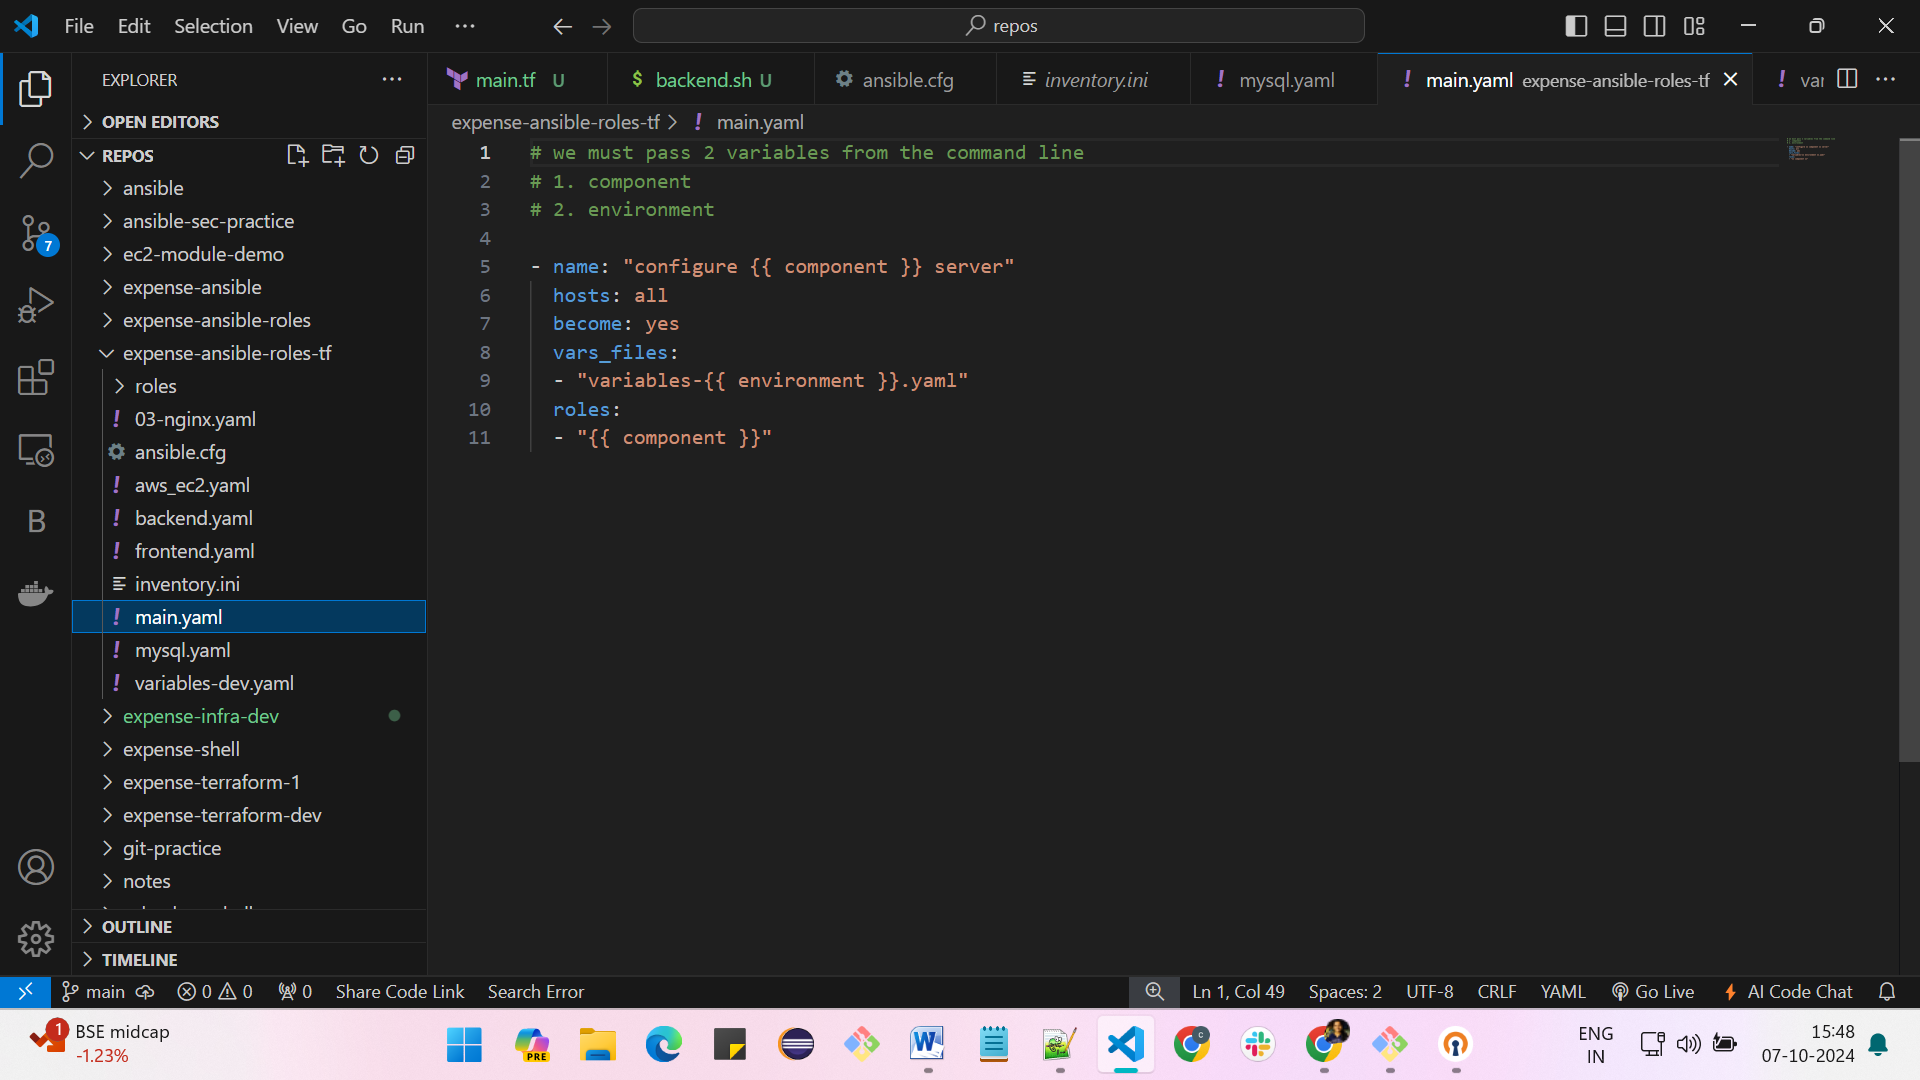 File Edit Selection View Go Run ···
repos
EXPLORER ···
main.tf U
$ backend.sh U
ansible.cfg
inventory.ini
! mysql.yaml
! main.yaml expense-ansible-roles-tf
! var ···
OPEN EDITORS
REPOS
ansible
ansible-sec-practice
ec2-module-demo
expense-ansible
expense-ansible-roles
expense-ansible-roles-tf
roles
! 03-nginx.yaml
ansible.cfg
! aws_ec2.yaml
! backend.yaml
! frontend.yaml
inventory.ini
! main.yaml
! mysql.yaml
! variables-dev.yaml
expense-infra-dev
expense-shell
expense-terraform-1
expense-terraform-dev
git-practice
notes
OUTLINE
TIMELINE
7
B
expense-ansible-roles-tf > ! main.yaml
1 # we must pass 2 variables from the command line
2 # 1. component
3 # 2. environment
4
5 - name: "configure {{ component }} server"
6 hosts: all
7 become: yes
8 vars_files:
9 - "variables-{{ environment }}.yaml"
10 roles:
11 - "{{ component }}"
main 0 0 0 Share Code Link Search Error
Ln 1, Col 49 Spaces: 2 UTF-8 CRLF YAML Go Live AI Code Chat
1
BSE midcap
-1.23%
PRE
W
C
ENG
IN
15:48
07-10-2024